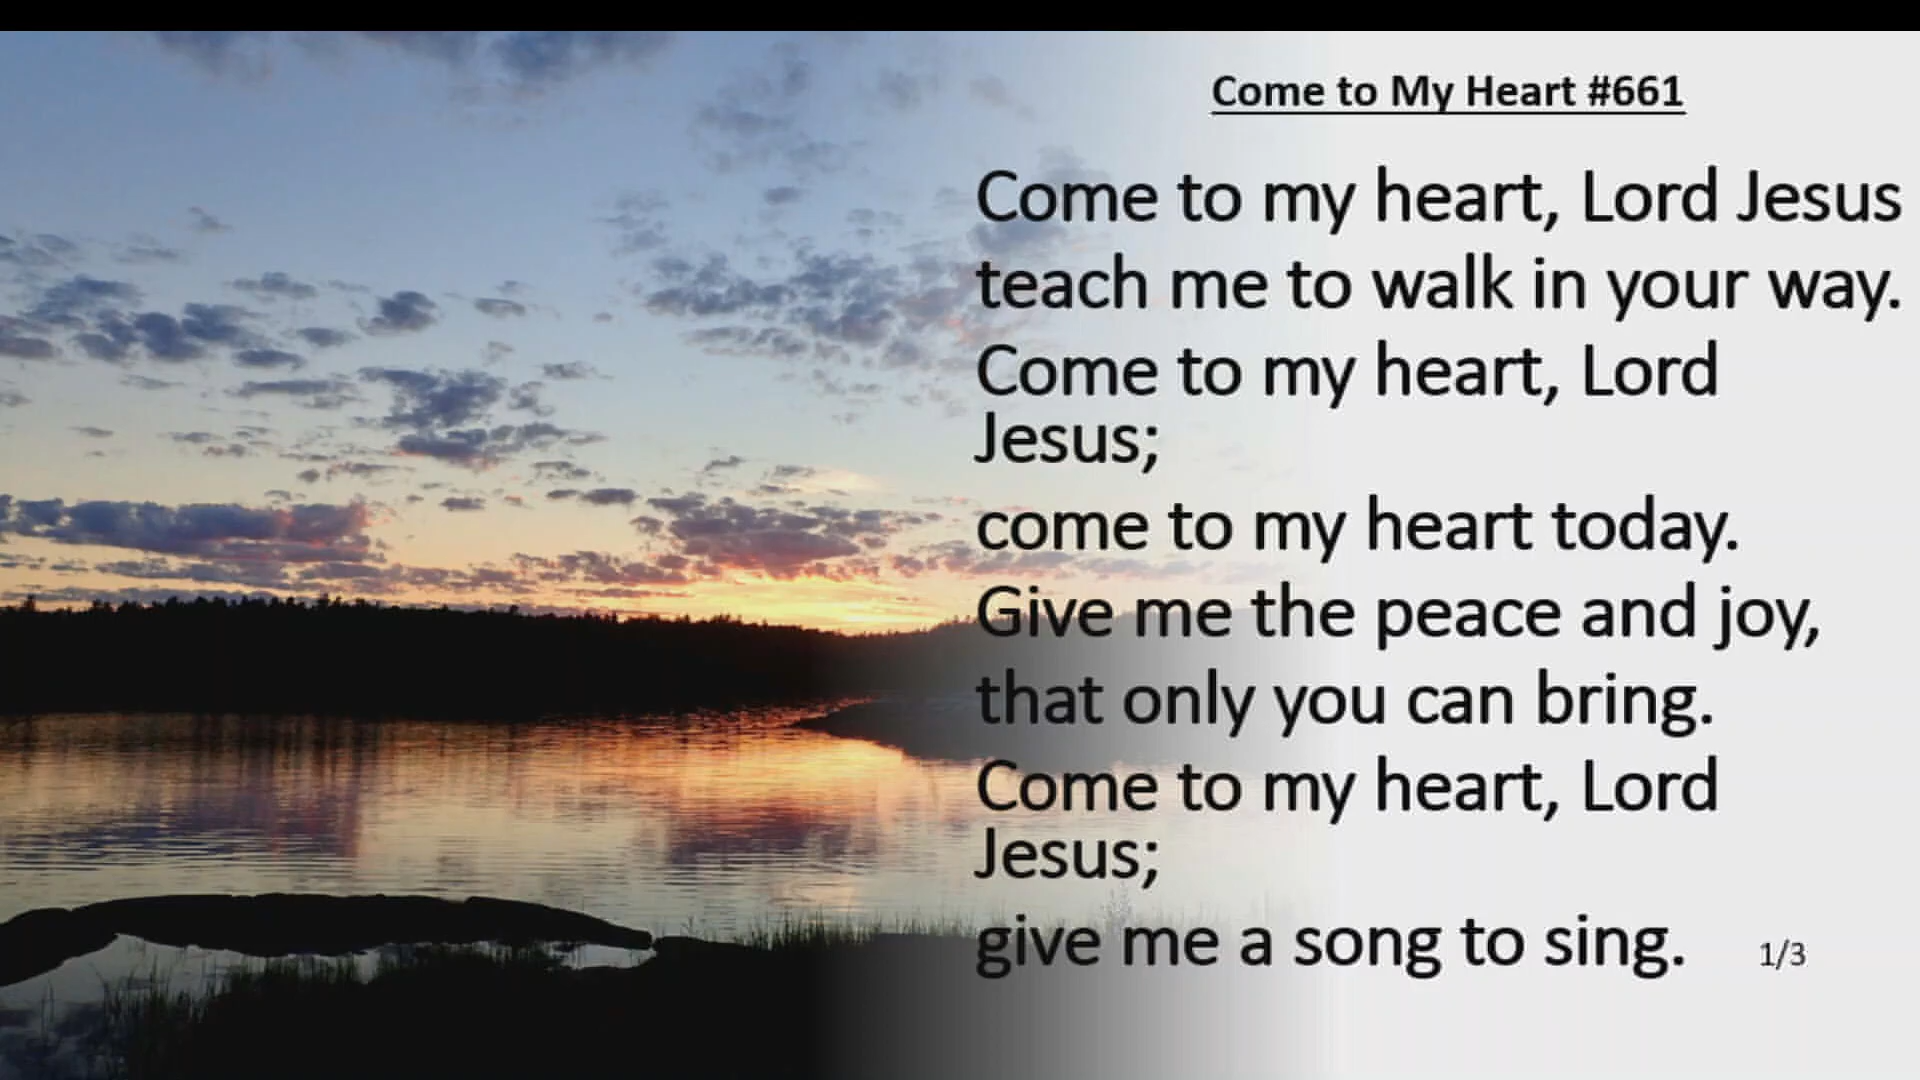 Come to My Heart #661
Come to my heart, Lord Jesus
teach me to walk in your way.
Come to my heart, Lord
Jesus;
come to my heart today.
Give me the peace and joy,
that only you can bring.
Come to my heart, Lord
Jesus;
give me a song to sing.
1/3